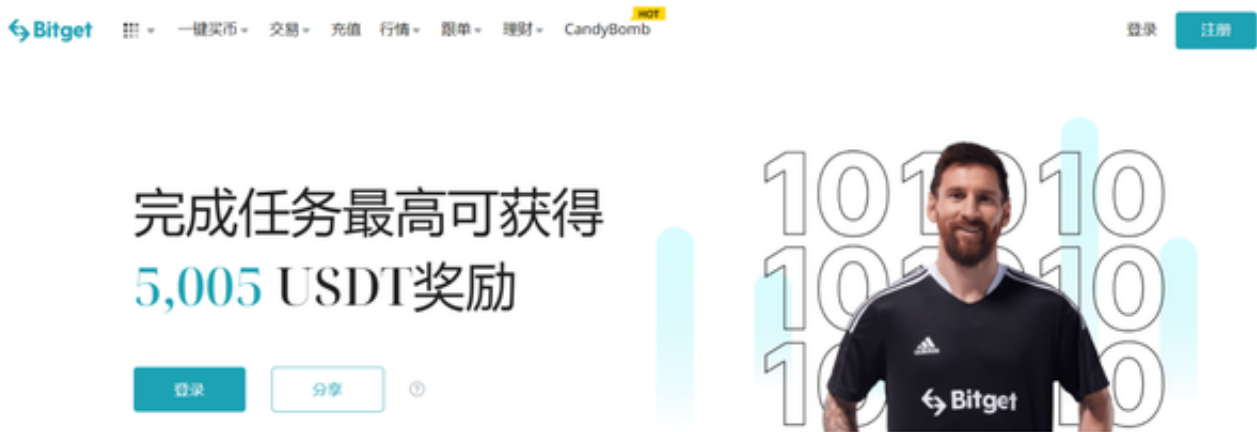 Bitget 一键买币 交易 充值 行情 跟单 理财 CandyBomb HOT 登录 注册
完成任务最高可获得
5,005 USDT奖励
登录 分享 ?
101010
101010
101010
adidas
Bitget